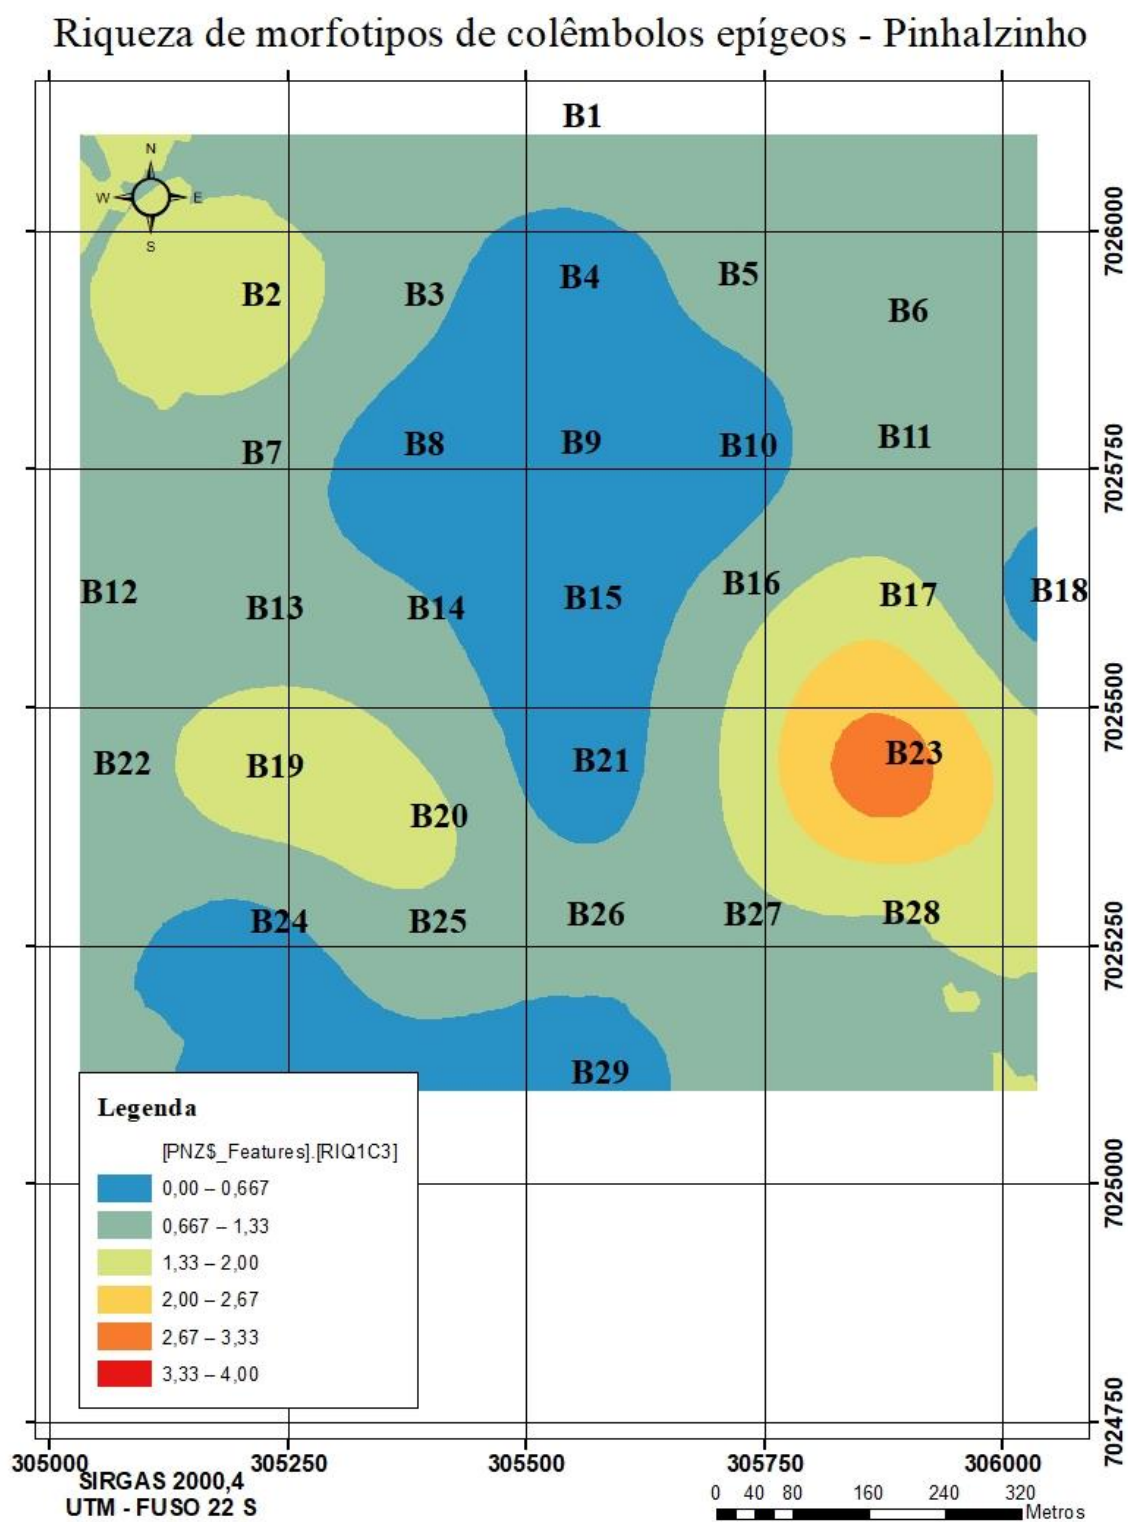 Riqueza de morfotipos de colêmbolos epígeos - Pinhalzinho
B1
N
W E
S
7026000
B2 B3 B4 B5
B6
B7 B8 B9 B10 B11
7025750
B12 B13 B14 B15 B16 B17 B18
7025500
B22 B19 B20 B21 B23
B24 B25 B26 B27 B28
7025250
B29
Legenda
[PNZ$_Features].[RIQ1C3]
0,00 – 0,667
0,667 – 1,33
1,33 – 2,00
2,00 – 2,67
2,67 – 3,33
3,33 – 4,00
7025000
7024750
305000 305250 305500 305750 306000
SIRGAS 2000,4
UTM - FUSO 22 S
0 40 80 160 240 320
Metros